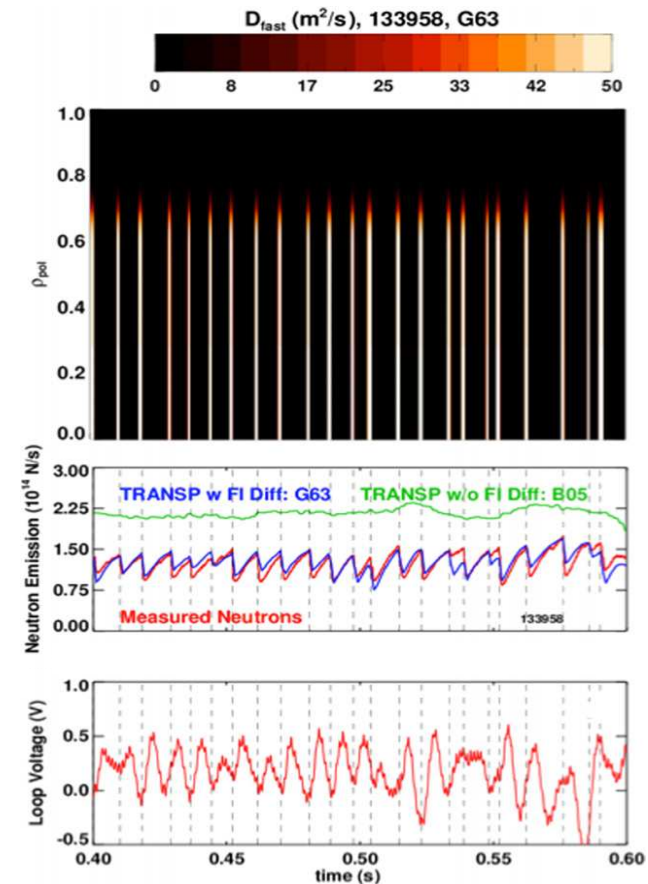 D_fast (m²/s), 133958, G63
0 8 17 25 33 42 50
1.0
0.8
0.6
0.4
0.2
0.0
ρ_pol
3.00
2.25
1.50
0.75
0.00
Neutron Emission (10¹⁴ N/s)
TRANSP w FI Diff: G63 TRANSP w/o FI Diff: B05
Measured Neutrons 133958
1.0
0.5
0.0
-0.5
Loop Voltage (V)
0.40 0.45 0.50 0.55 0.60
time (s)